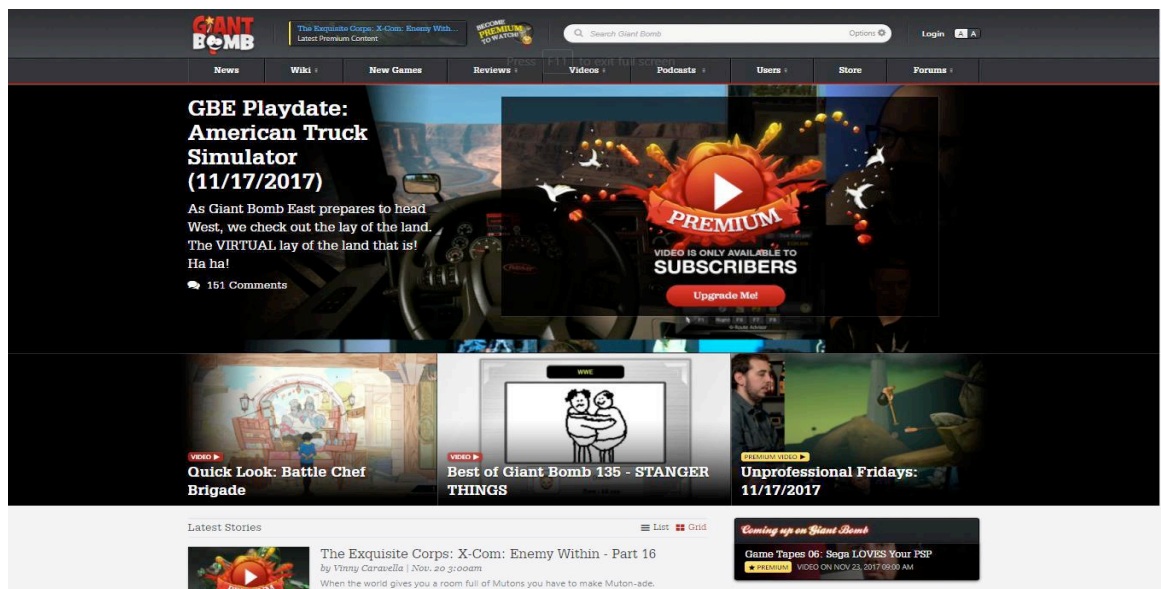 GIANT BOMB
The Exquisite Corps: X-Com: Enemy With...
Latest Premium Content
BECOME PREMIUM TO WATCH!
Search Giant Bomb
Options
Login
A A
News
Wiki
New Games
Reviews
Videos
Podcasts
Users
Store
Forums
Press F11 to exit full screen
GBE Playdate:
American Truck
Simulator
(11/17/2017)
As Giant Bomb East prepares to head
West, we check out the lay of the land.
The VIRTUAL lay of the land that is!
Ha ha!
151 Comments
PREMIUM
VIDEO IS ONLY AVAILABLE TO
SUBSCRIBERS
Upgrade Me!
VIDEO
Quick Look: Battle Chef
Brigade
WWE
VIDEO
Best of Giant Bomb 135 - STANGER
THINGS
PREMIUM VIDEO
Unprofessional Fridays:
11/17/2017
Latest Stories
List
Grid
The Exquisite Corps: X-Com: Enemy Within - Part 16
by Vinny Caravella | Nov. 20 3:00am
When the world gives you a room full of Mutons you have to make Muton-ade.
Coming up on Giant Bomb
Game Tapes 06: Sega LOVES Your PSP
PREMIUM VIDEO ON NOV 23, 2017 09:00 AM